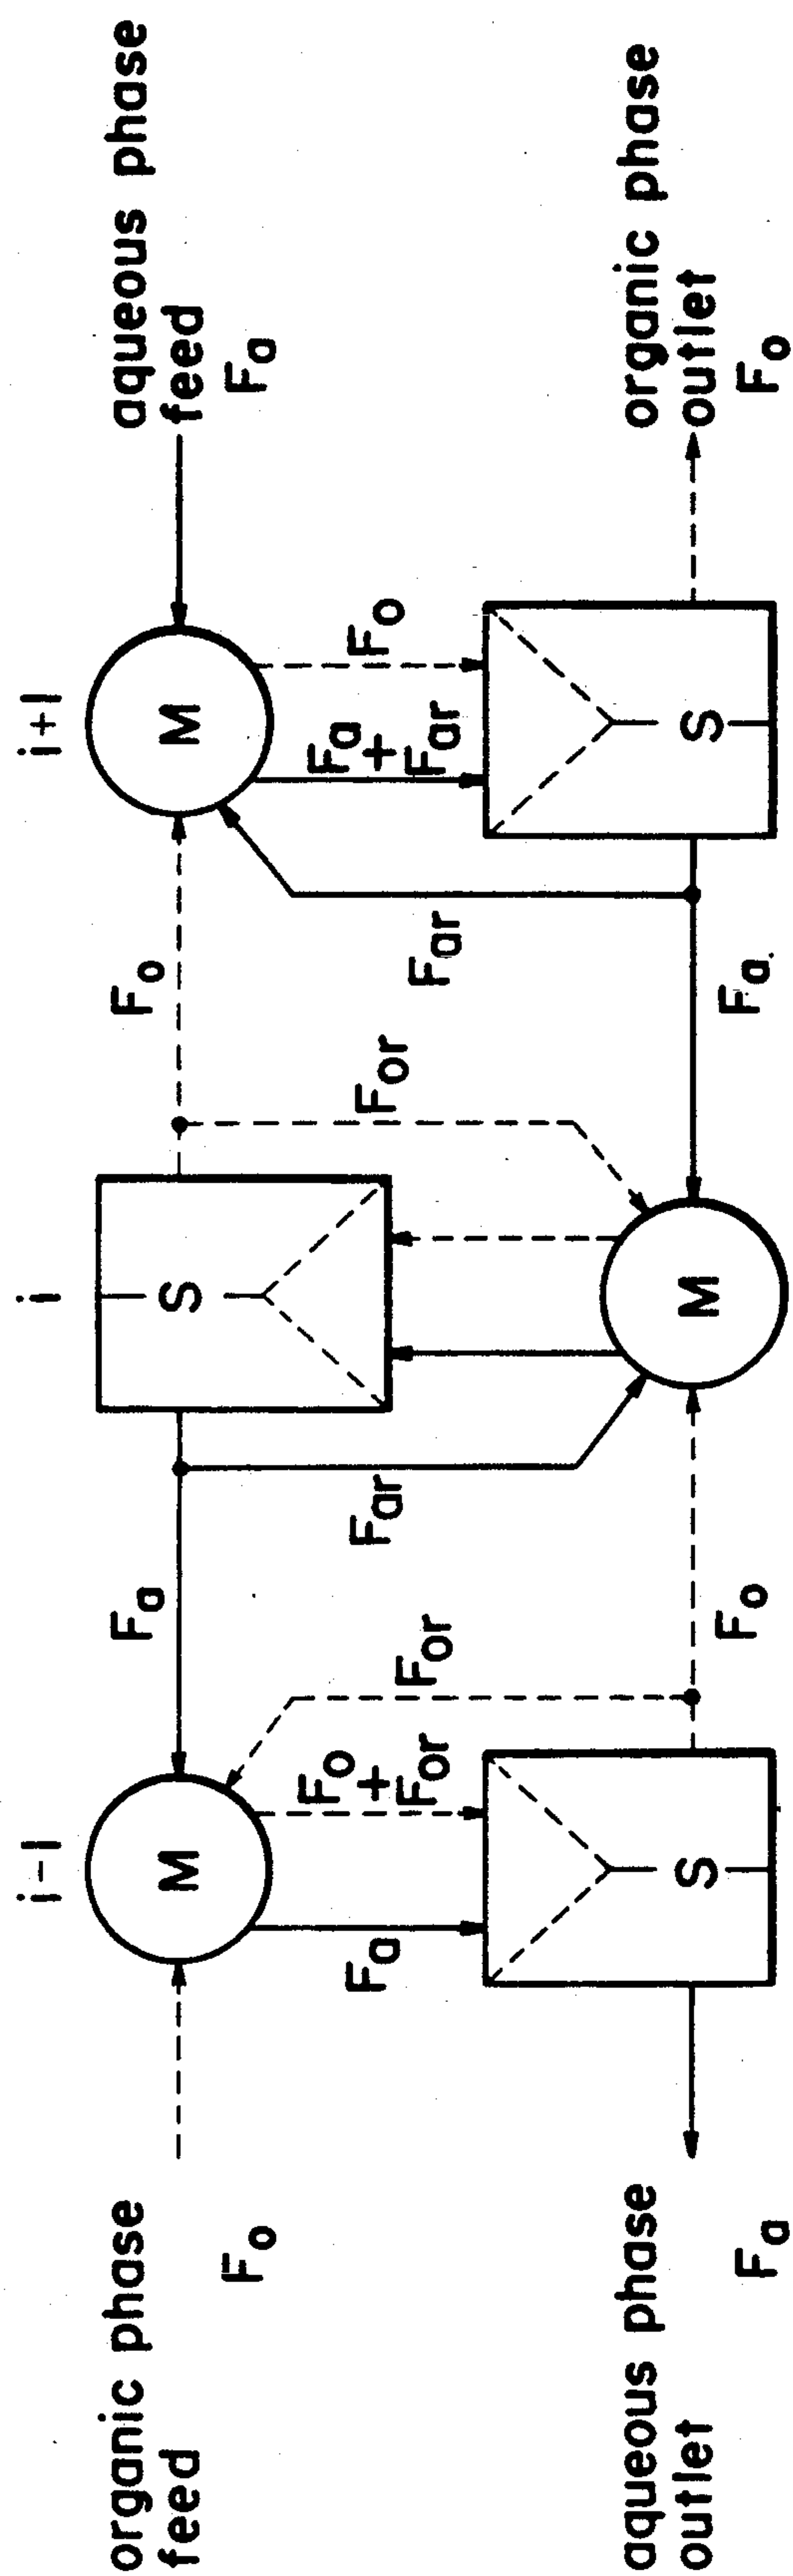 i-1
i
i+1
organic phase
feed
Fo
M
Fa
S
Fo
M
aqueous phase
feed
Fa
Fa
Fo
+
For
For
Far
For
Far
Fa
+
Far
Fo
aqueous phase
outlet
Fa
S
Fo
M
Fa
S
organic phase
outlet
Fo